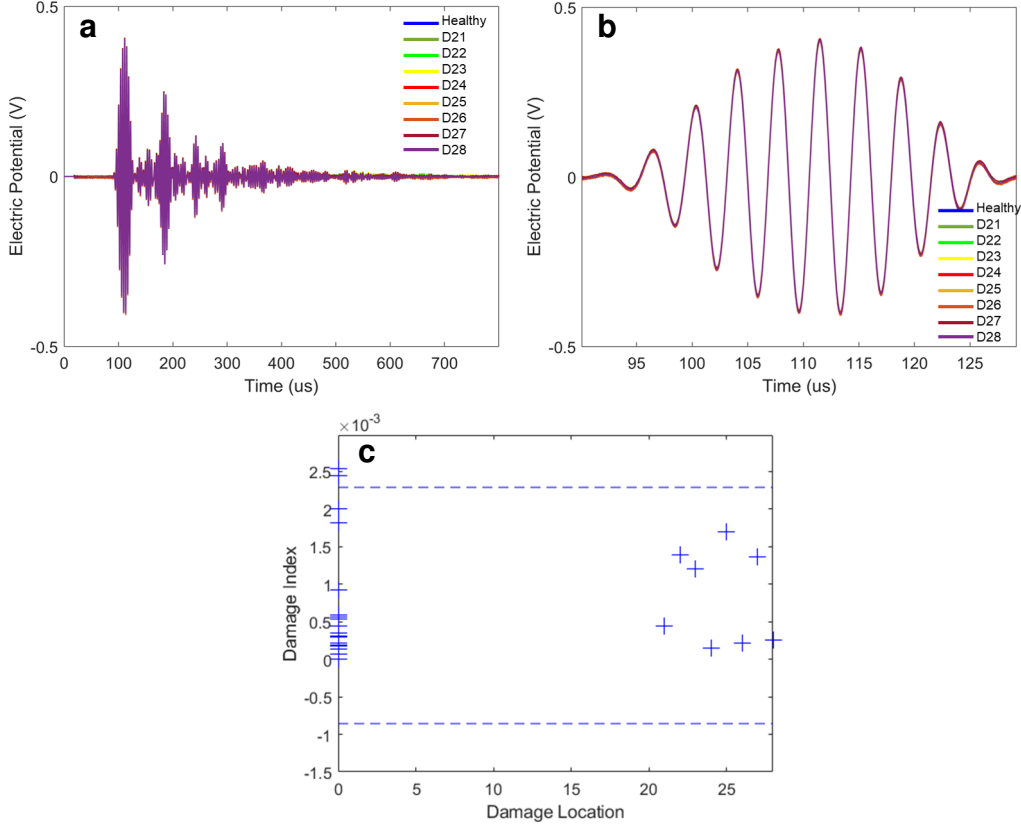 a
0.5
0
-0.5
Electric Potential (V)
0 100 200 300 400 500 600 700
Time (us)
Healthy
D21
D22
D23
D24
D25
D26
D27
D28
b
0.5
0
-0.5
Electric Potential (V)
95 100 105 110 115 120 125
Time (us)
Healthy
D21
D22
D23
D24
D25
D26
D27
D28
c
×10⁻³
2.5
2
1.5
1
0.5
0
-0.5
-1
-1.5
Damage Index
0 5 10 15 20 25
Damage Location